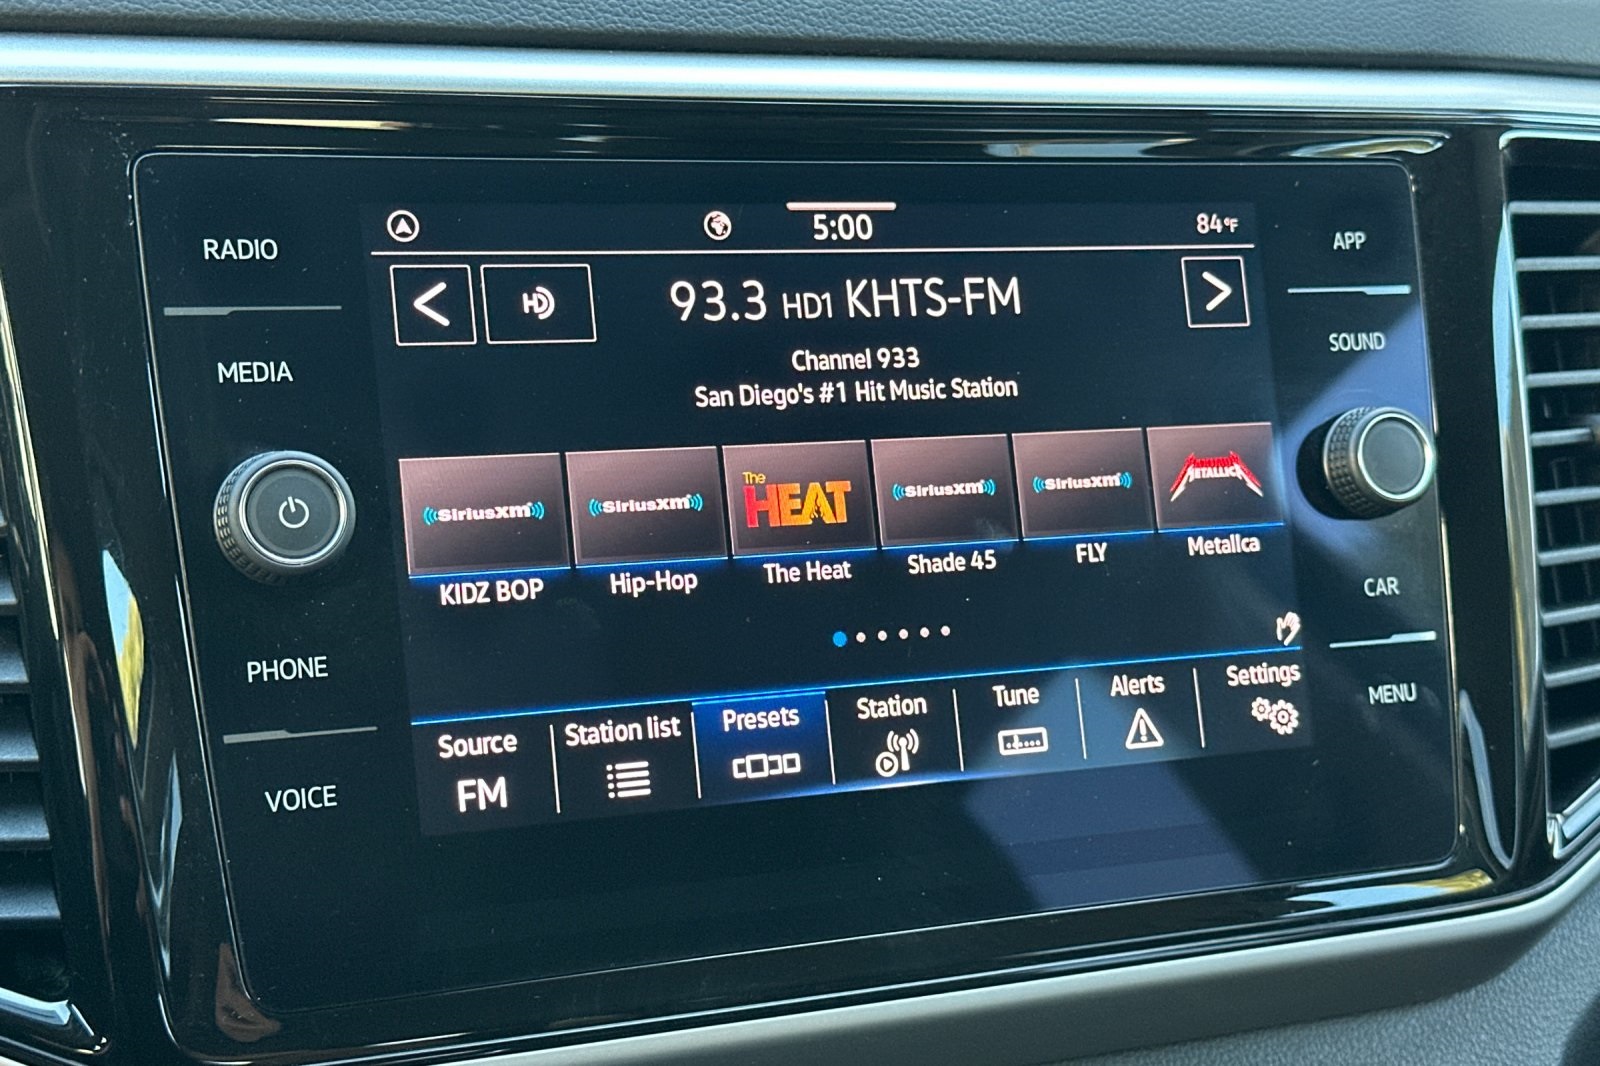 RADIO
MEDIA
PHONE
VOICE
5:00
84°F
< HD
93.3 HD1 KHTS-FM
>
Channel 933
San Diego's #1 Hit Music Station
((SiriusXM))
KIDZ BOP
((SiriusXM))
Hip-Hop
The
HEAT
The Heat
((SiriusXM))
Shade 45
((SiriusXM))
FLY
METALLICA
Metallca
Source
FM
Station list
Presets
Station
Tune
Alerts
Settings
APP
SOUND
CAR
MENU